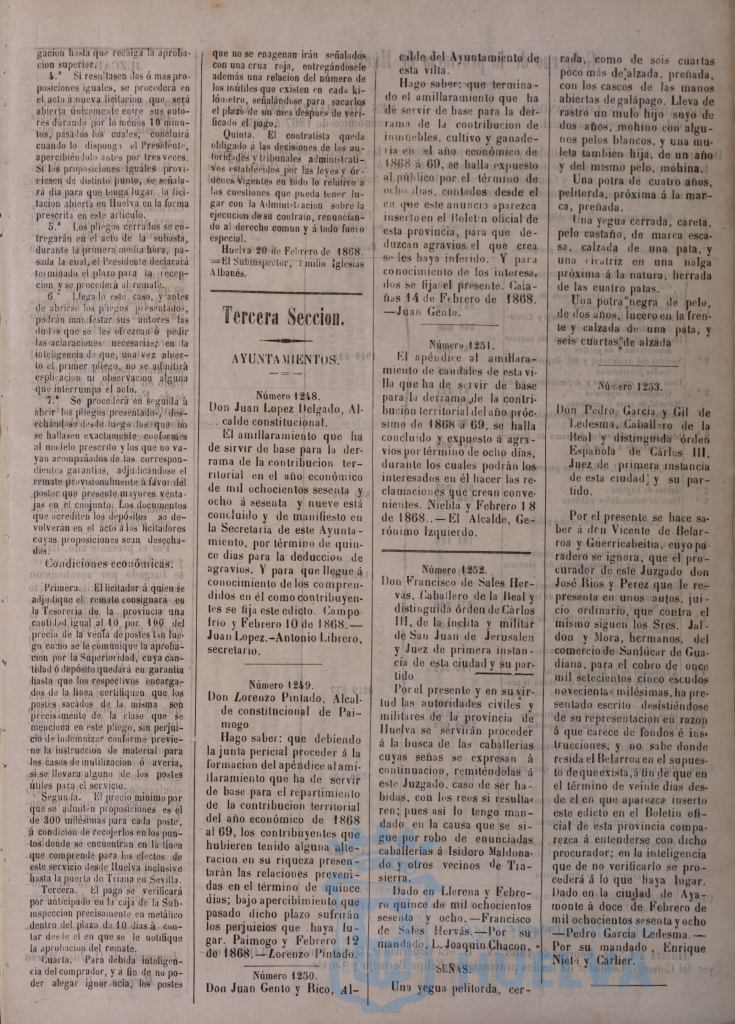 gacion hasta que recaiga la aproba-
cion superior.
4.ª Si resultasen dos ó mas pro-
posiciones iguales, se procederá
en el acto á nueva licitacion que será
abierta únicamente entre sus auto-
res durando por lo ménos 10 minu-
tos, pasados los cuales, concluirá
cuando lo disponga el Presidente,
apercibiéndolo antes por tres veces.
Si las proposiciones iguales provi-
niesen de distinto punto, se señala-
rá dia para que tenga lugar la lici-
tacion abierta en Huelva en la forma
prescrita en este artículo.
5.ª Los pliegos cerrados se en-
tregarán en el acto de la subasta,
durante la primera media hora, pa-
sada la cual, el Presidente declarará
terminado el plazo para la recep-
cion y se procederá al remate.
6.ª Llegado este caso, y antes
de abrirse los pliegos presentados,
podrán manifestar sus autores las
dudas que se les ofrezcan ó pedir
las aclaraciones necesarias; en la
inteligencia de que, una vez abier-
to el primer pliego, no se admitirá
esplicacion ni observacion alguna
que interrumpa el acto.
7.ª Se procederá en seguida á
abrir los pliegos presentados, des-
echándose desde luego los que no
se hallasen exactamente conformes
al modelo prescrito y los que no va-
yan acompañados de las correspon-
dientes garantias, adjudicándose el
remate provisionalmente á favor del
postor que presente mayores venta-
jas en el conjunto. Los documentos
que acrediten los depósitos se de-
volverán en el acto á los licitadores
cuyas proposiciones sean desecha-
das.
Condiciones económicas.
Primera. El licitador á quien se
adjudique el remate consignará en
la Tesorería de la provincia una
cantidad igual al 10 por 100 del
precio de la venta de postes tan lue-
go como se le comunique la aproba-
cion por la Superioridad, cuya can-
tidad ó depósito quedará en garantia
hasta que los respectivos encarga-
dos de la línea certifiquen que los
postes sacados de la misma son
precisamente de la clase que se
menciona en este pliego, sin perjui-
cio de indemnizar conforme previe-
ne la instruccion de material para
los casos de inutilizacion ó averia,
si se llevara alguno de los postes
útiles para el servicio.
Segunda. El precio mínimo por
que se admiten proposiciones es el
de 300 milésimas para cada poste,
á condicion de recojerlos en los pun-
tos donde se encuentran en la línea
que comprende para los efectos de
este servicio desde Huelva inclusive
hasta la puerta de Triana en Sevilla.
Tercera. El pago se verificará
por anticipado en la caja de la Sub-
inspeccion precisamente en metálico
dentro del plazo de 10 dias á con-
tar desde el en que se le notifique
la aprobacion del remate.
Cuarta. Para debida inteligen-
cia del comprador, y á fin de no po-
der alegar ignorancia, los postes
que no se enagenan irán señalados
con una cruz roja, entregándosele
además una relacion del número de
los inútiles que existen en cada ki-
lómetro, señalándose para sacarlos
el plazo de un mes despues de veri-
ficado el pago.
Quinta. El contratista queda
obligado á las decisiones de las au-
toridades y tribunales administrati-
vos establecidos por las leyes y ór-
denes vigentes en todo lo relativo á
las cuestiones que pueda tener lu-
gar con la Administracion sobre la
ejecucion de su contrato, renuncian-
do al derecho comun y á todo fuero
especial.
Huelva 20 de Febrero de 1868.
=El Subinspector, Emilio Iglesias
Albanés.
Tercera Seccion.
AYUNTAMIENTOS.
Número 1248.
Don Juan Lopez Delgado, Al-
calde constitucional.
El amillaramiento que ha
de sirvir de base para la der-
rama de la contribucion ter-
ritorial en el año económico
de mil ochocientos sesenta y
ocho á sesenta y nueve está
concluido y de manifiesto en
la Secretaria de este Ayunta-
miento, por término de quin-
ce dias para la deduccion de
agravios. Y para que llegue á
conocimiento de los compren-
didos en él como contribuyen-
tes se fija este edicto. Campo-
frio y Febrero 10 de 1868.—
Juan Lopez.-Antonio Librero,
secretario.
Número 1249.
Don Lorenzo Pintado, Alcal-
de constitncional de Pai-
mogo
Hago saber: que debiendo
la junta pericial proceder á la
formacion del apéndice al ami-
llaramiento que ha de servir
de base para el repartimiento
de la contribucion territorial
del año económico de 1868
al 69, los contribuyentes que
hubieren tenido alguna alte-
racion en su riqueza presen-
tarán las relaciones preveni-
das en el término de quince
dias; bajo apercibimiento que
pasado dicho plazo sufrirán
los perjuicios que haya lu-
gar. Paimogo y Febrero 12
de 1868.—Lorenzo Pintado.
Número 1250.
Don Juan Gento y Rico, Al-
calde del Ayuntamiento de
esta villa.
Hago saber: que termina-
do el amillaramiento que ha
de servir de base para la der-
rama de la contribucion de
inmuebles, cultivo y ganade-
ria en el año económico de
1868 á 69, se halla expuesto
al público por el término de
ocho dias, contados desde el
en que este anuncio aparezca
inserto en el Boletin oficial de
esta provincia, para que de-
duzcan agravios el que crea
se les haya inferido. Y para
conocimiento de los interesa-
dos se fija el presente. Cala-
ñas 14 de Febrero de 1868.
—Juan Gento.
Número 1251.
El apéndice al amillara-
miento de caudales de esta vi-
lla que ha de servir de base
para la derrama de la contri-
bucion territorial del año próc-
simo de 1868 á 69, se halla
concluido y expuesto á agra-
vios por término de ocho dias,
durante los cuales podrán los
interesados en él hacer las re-
clamaciones que crean conve-
nientes. Niebla y Febrero 18
de 1868.—El Alcalde, Ge-
rónimo Izquierdo.
Número 1252.
Don Francisco de Sales Her-
vás, Caballero de la Real y
distinguida órden de Cárlos
III, de la ínclita y militar
de San Juan de Jerusalen
y Juez de primera instan-
cia de esta ciudad y su par-
tido
Por el presente y en su vir-
tud las autoridades civiles y
militares de la provincia de
Huelva se servirán proceder
á la busca de las caballerias
cuyas señas se expresan á
continuacion, remitiéndolas á
este Juzgado, caso de ser ha-
bidas, con los reos si resulta-
ren; pues asi lo tengo man-
dado en la causa que se si-
gue por robo de enunciadas
caballerias á Isidoro Maldona-
do y otros vecinos de Tra-
sierra.
Dado en Llerena y Febre-
ro quince de mil ochocientos
sesenta y ocho.—Francisco
de Sales Hervás.—Por su
mandado, L. Joaquin Chacon.
SEÑAS.
Una yegua pelitorda, cer-
rada, como de seis cuartas
poco más de alzada, preñada,
con los cascos de las manos
abiertas de galápago. Lleva de
rastro un mulo hijo suyo de
dos años, mohino con algu-
nos pelos blancos, y una mu-
leta tambien hija, de un año
y del mismo pelo, mohina.
Una potra de cuatro años,
pelitorda, próxima á la mar-
ca, preñada.
Una yegua cerrada, careta,
pelo castaño, de marca esca-
sa, calzada de una pata, y
una cicatriz en una nalga
próxima á la natura, herrada
de las cuatro patas.
Una potra negra de pelo,
de dos años, lucero en la fren-
te y calzada de una pata, y
seis cuartas de alzada
Número 1253.
Don Pedro Garcia y Gil de
Ledesma, Caballero de la
Real y distinguida órden
Española de Cárlos III,
Juez de primera instancia
de esta ciudad y su par-
tido.
Por el presente se hace sa-
ber á don Vicente de Belar-
roa y Guerricabeitia, cuyo pa-
radero se ignora, que el pro-
curador de este Juzgado don
José Rios y Perez que le re-
presenta en unos autos, jui-
cio ordinario, que contra el
mismo siguen los Sres. Jal-
don y Mora, hermanos, del
comercio de Sanlúcar de Gua-
diana, para el cobro de once
mil setecientos cinco escudos
novecientas milésimas, ha pre-
sentado escrito desistiéndose
de su representacion en razon
á que carece de fondos é ins-
trucciones, y no sabe donde
resida el Belarroa en el supues-
to de que exista, á fin de que en
el término de veinte dias des-
de el en que aparezca inserto
este edicto en el Boletin ofi-
cial de esta provincia compa-
rezca á entenderse con dicho
procurador; en la inteligencia
que de no verificarlo se pro-
cederá á lo que haya lugar.
Dado en la ciudad de Aya-
monte á doce de Febrero de
mil ochocientos sesenta y ocho
—Pedro Garcia Ledesma.—
Por su mandado, Enrique
Nieto y Carlier.